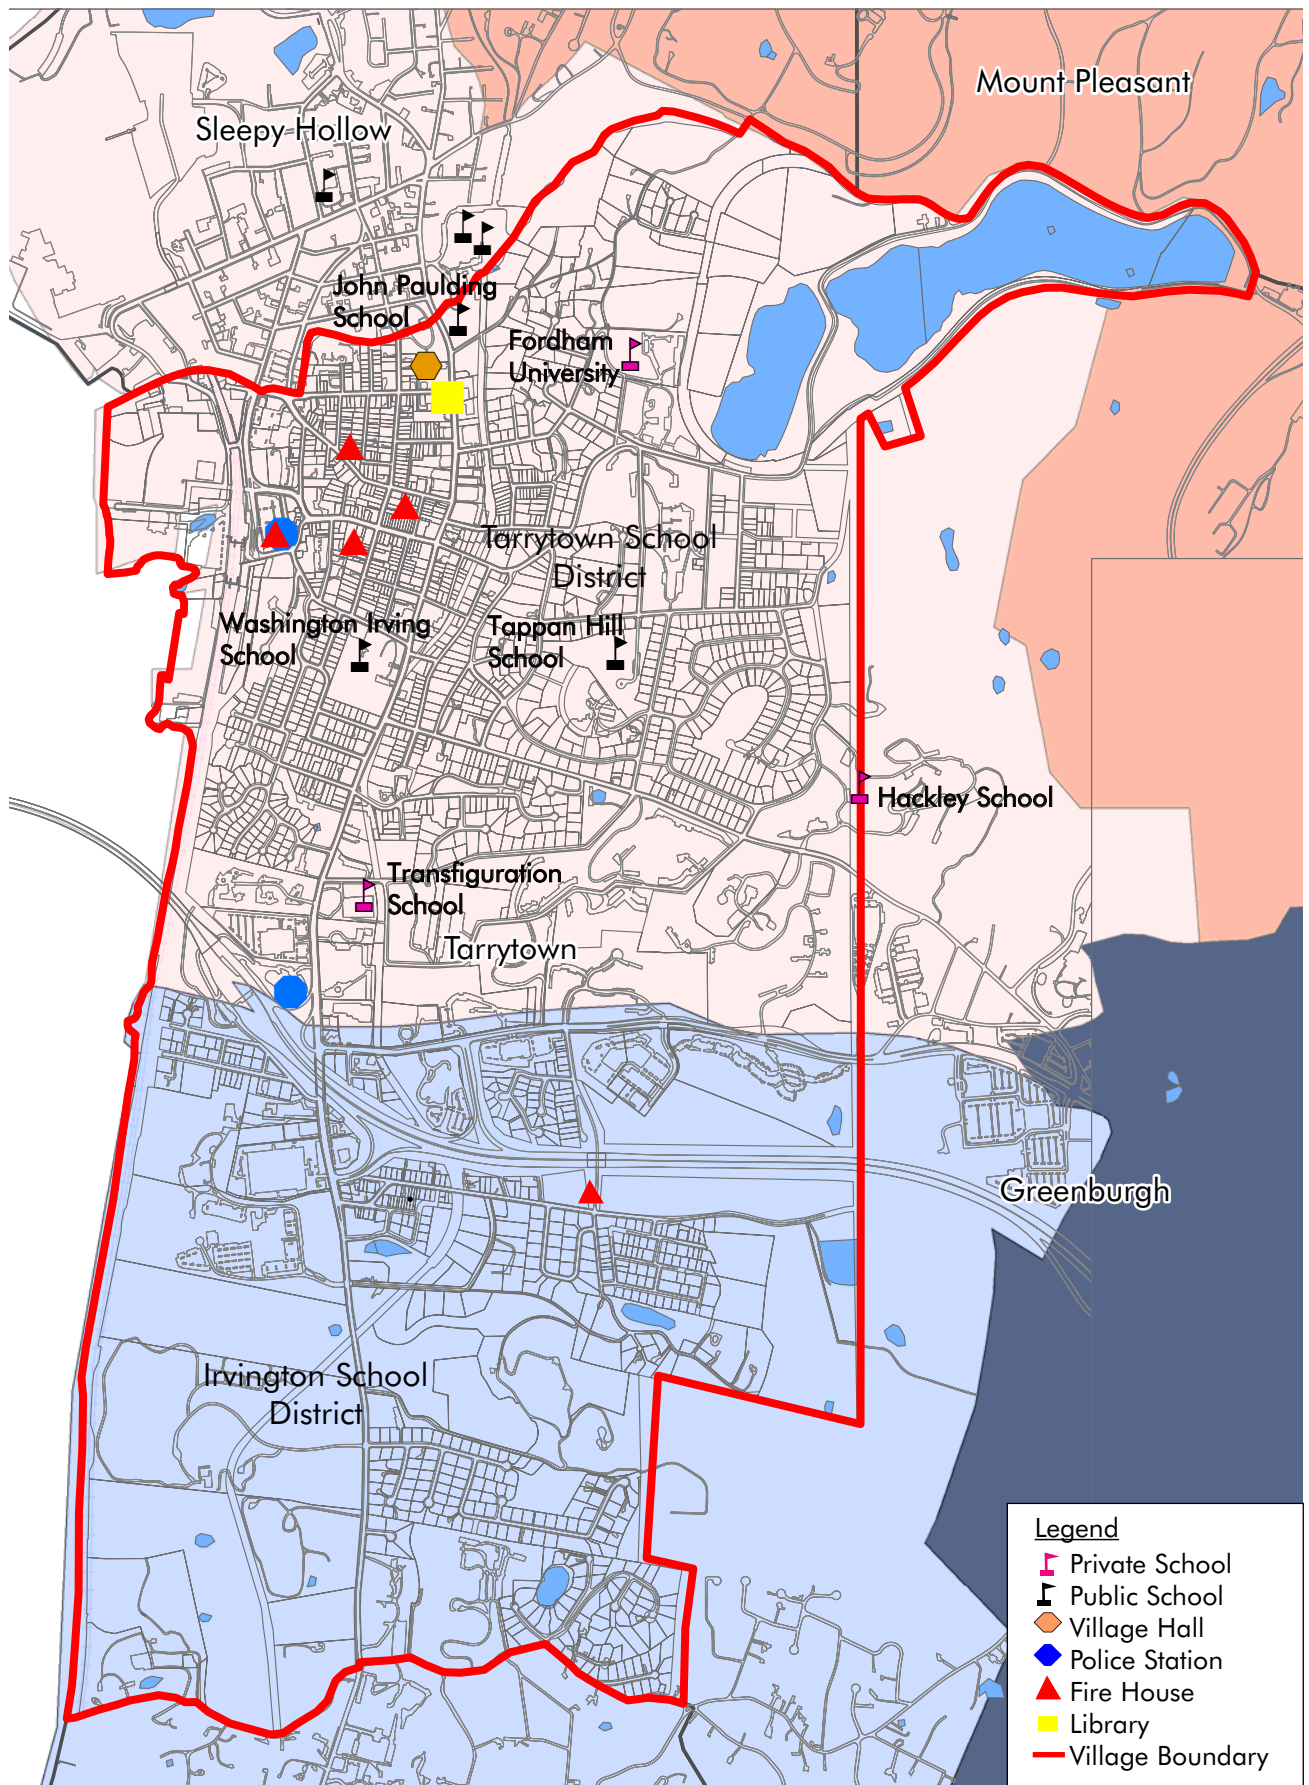 Mount Pleasant
Sleepy Hollow
John Paulding
School
Fordham
University
Tarrytown School
District
Washington Irving
School
Tappan Hill
School
Hackley School
Transfiguration
School
Tarrytown
Greenburgh
Irvington School
District
Legend
Private School
Public School
Village Hall
Police Station
Fire House
Library
Village Boundary